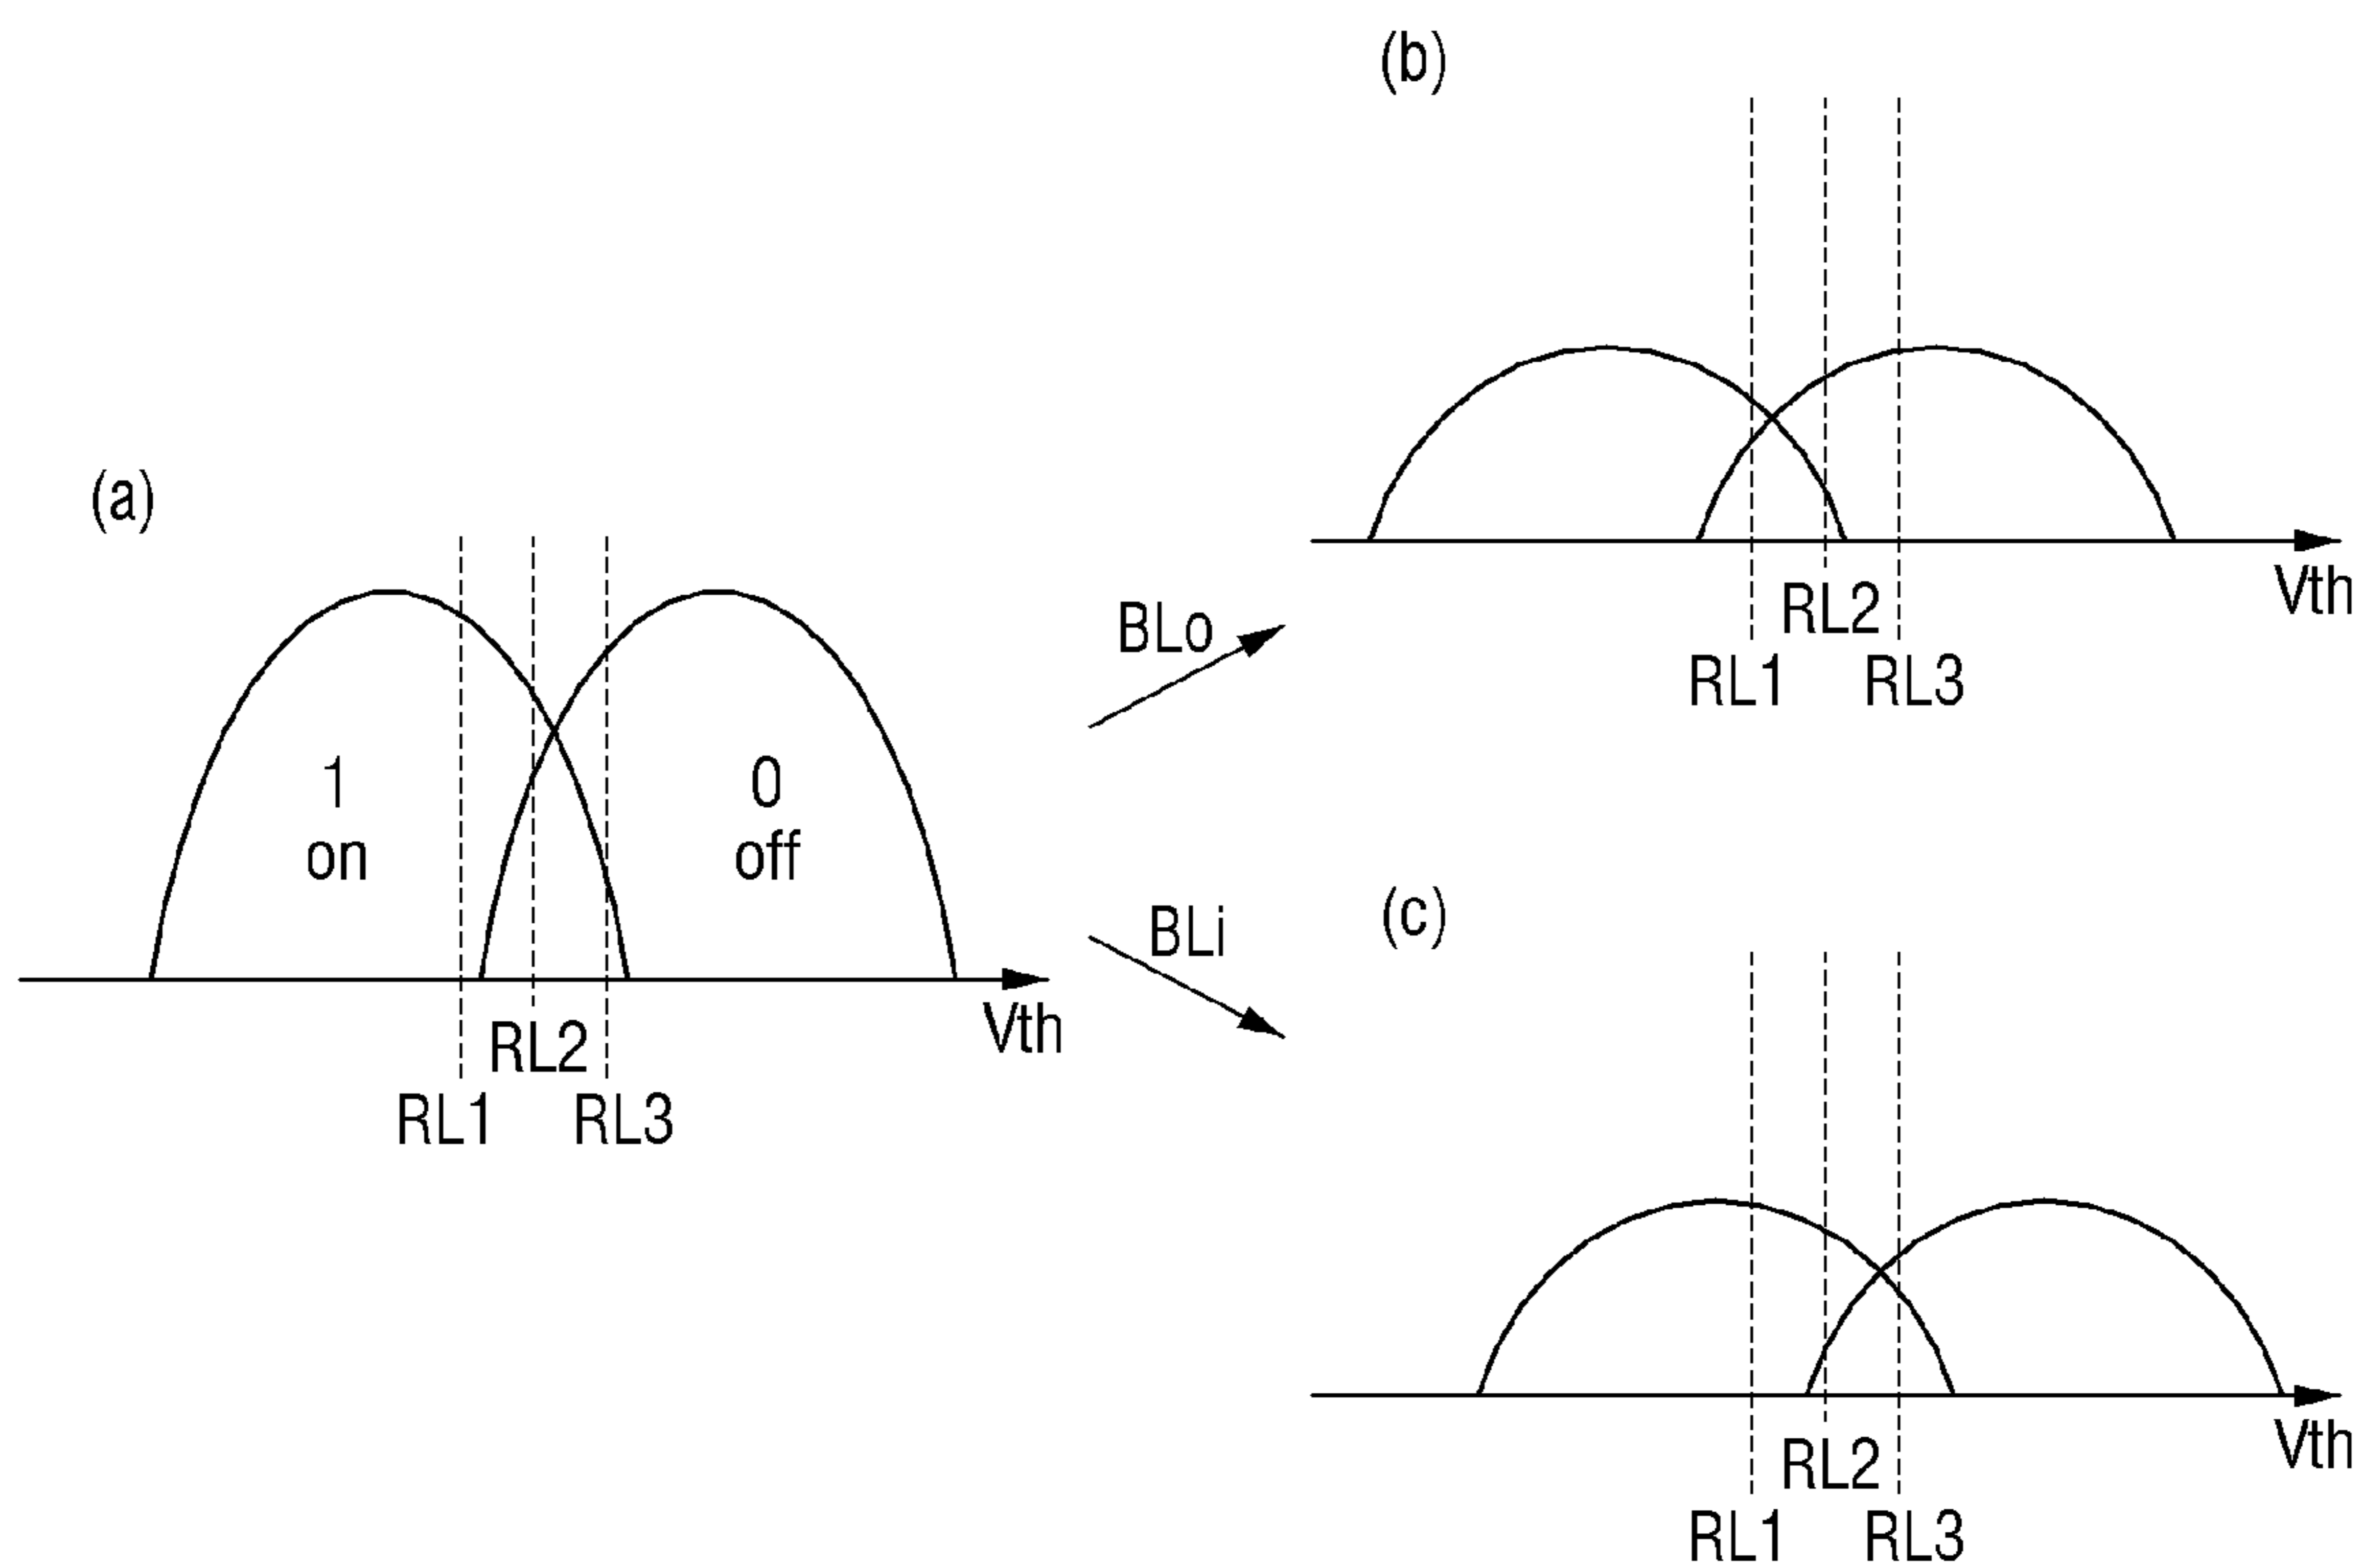 (a)
1
on
0
off
Vth
RL2
RL1
RL3
BLo
BLi
(b)
Vth
RL2
RL1
RL3
(c)
Vth
RL2
RL1
RL3